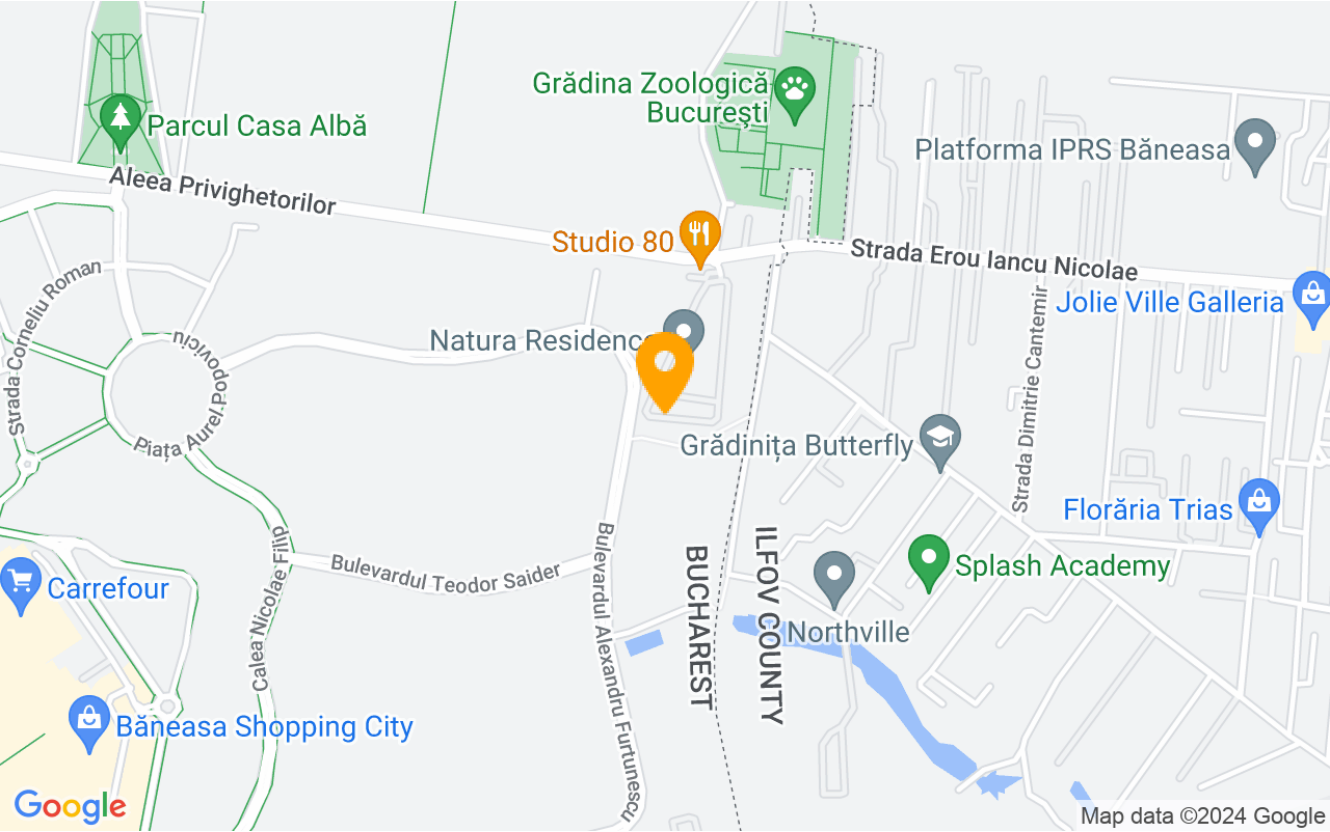 Grădina Zoologică
București
Parcul Casa Albă
Platforma IPRS Băneasa
Aleea Privighetorilor
Studio 80
Strada Erou Iancu Nicolae
Strada Corneliu Roman
Jolie Ville Galleria
Natura Residence
Strada Dimitrie Cantemir
Piața Aurel Popoviciu
Grădinița Butterfly
Florăria Trias
Calea Nicolae Filip
Bulevardul Teodor Saider
Bulevardul Alexandru Furtunescu
BUCHAREST
ILFOV COUNTY
Splash Academy
Carrefour
Northville
Băneasa Shopping City
Google
Map data ©2024 Google